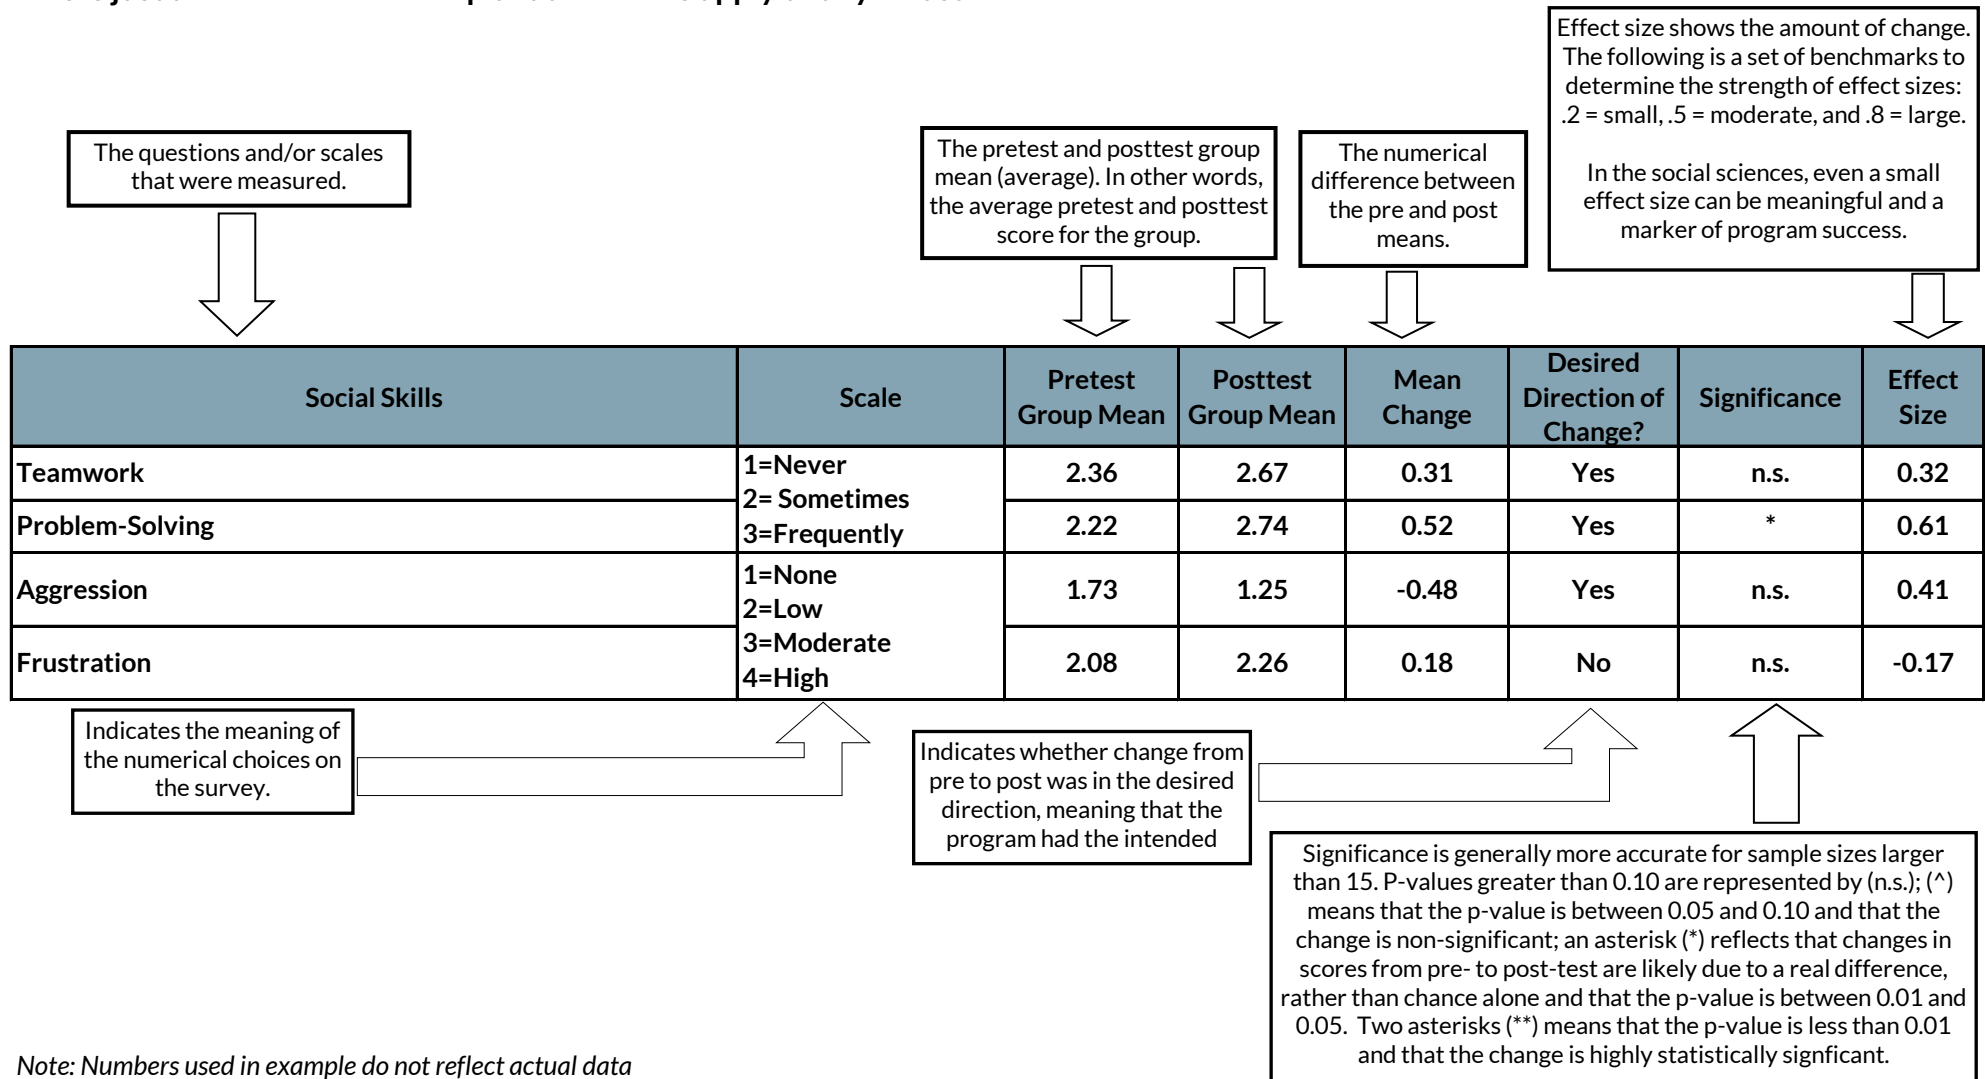 Effect size shows the amount of change.
The following is a set of benchmarks to
determine the strength of effect sizes:
.2 = small, .5 = moderate, and .8 = large.
In the social sciences, even a small
effect size can be meaningful and a
marker of program success.
The questions and/or scales
that were measured.
The pretest and posttest group
mean (average). In other words,
the average pretest and posttest
score for the group.
The numerical
difference between
the pre and post
means.
Social Skills
Scale
Pretest
Group Mean
Posttest
Group Mean
Mean
Change
Desired
Direction of
Change?
Significance
Effect
Size
Teamwork
1=Never
2= Sometimes
3=Frequently
2.36 2.67 0.31 Yes n.s. 0.32
Problem-Solving
2.22 2.74 0.52 Yes * 0.61
Aggression
1=None
2=Low
3=Moderate
4=High
1.73 1.25 -0.48 Yes n.s. 0.41
Frustration
2.08 2.26 0.18 No n.s. -0.17
Indicates the meaning of
the numerical choices on
the survey.
Indicates whether change from
pre to post was in the desired
direction, meaning that the
program had the intended
Significance is generally more accurate for sample sizes larger
than 15. P-values greater than 0.10 are represented by (n.s.); (^)
means that the p-value is between 0.05 and 0.10 and that the
change is non-significant; an asterisk (*) reflects that changes in
scores from pre- to post-test are likely due to a real difference,
rather than chance alone and that the p-value is between 0.01 and
0.05.  Two asterisks (**) means that the p-value is less than 0.01
and that the change is highly statistically signficant.
Note: Numbers used in example do not reflect actual data